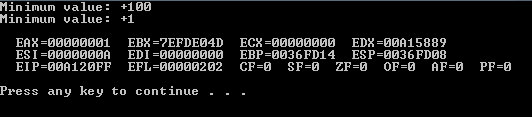 Minimum value: +100
Minimum value: +1
EAX=00000001 EBX=7EFDE04D ECX=00000000 EDX=00A15889
ESI=0000000A EDI=00000000 EBP=0036FD14 ESP=0036FD08
EIP=00A120FF EFL=00000202 CF=0 SF=0 ZF=0 OF=0 AF=0 PF=0
Press any key to continue . . .